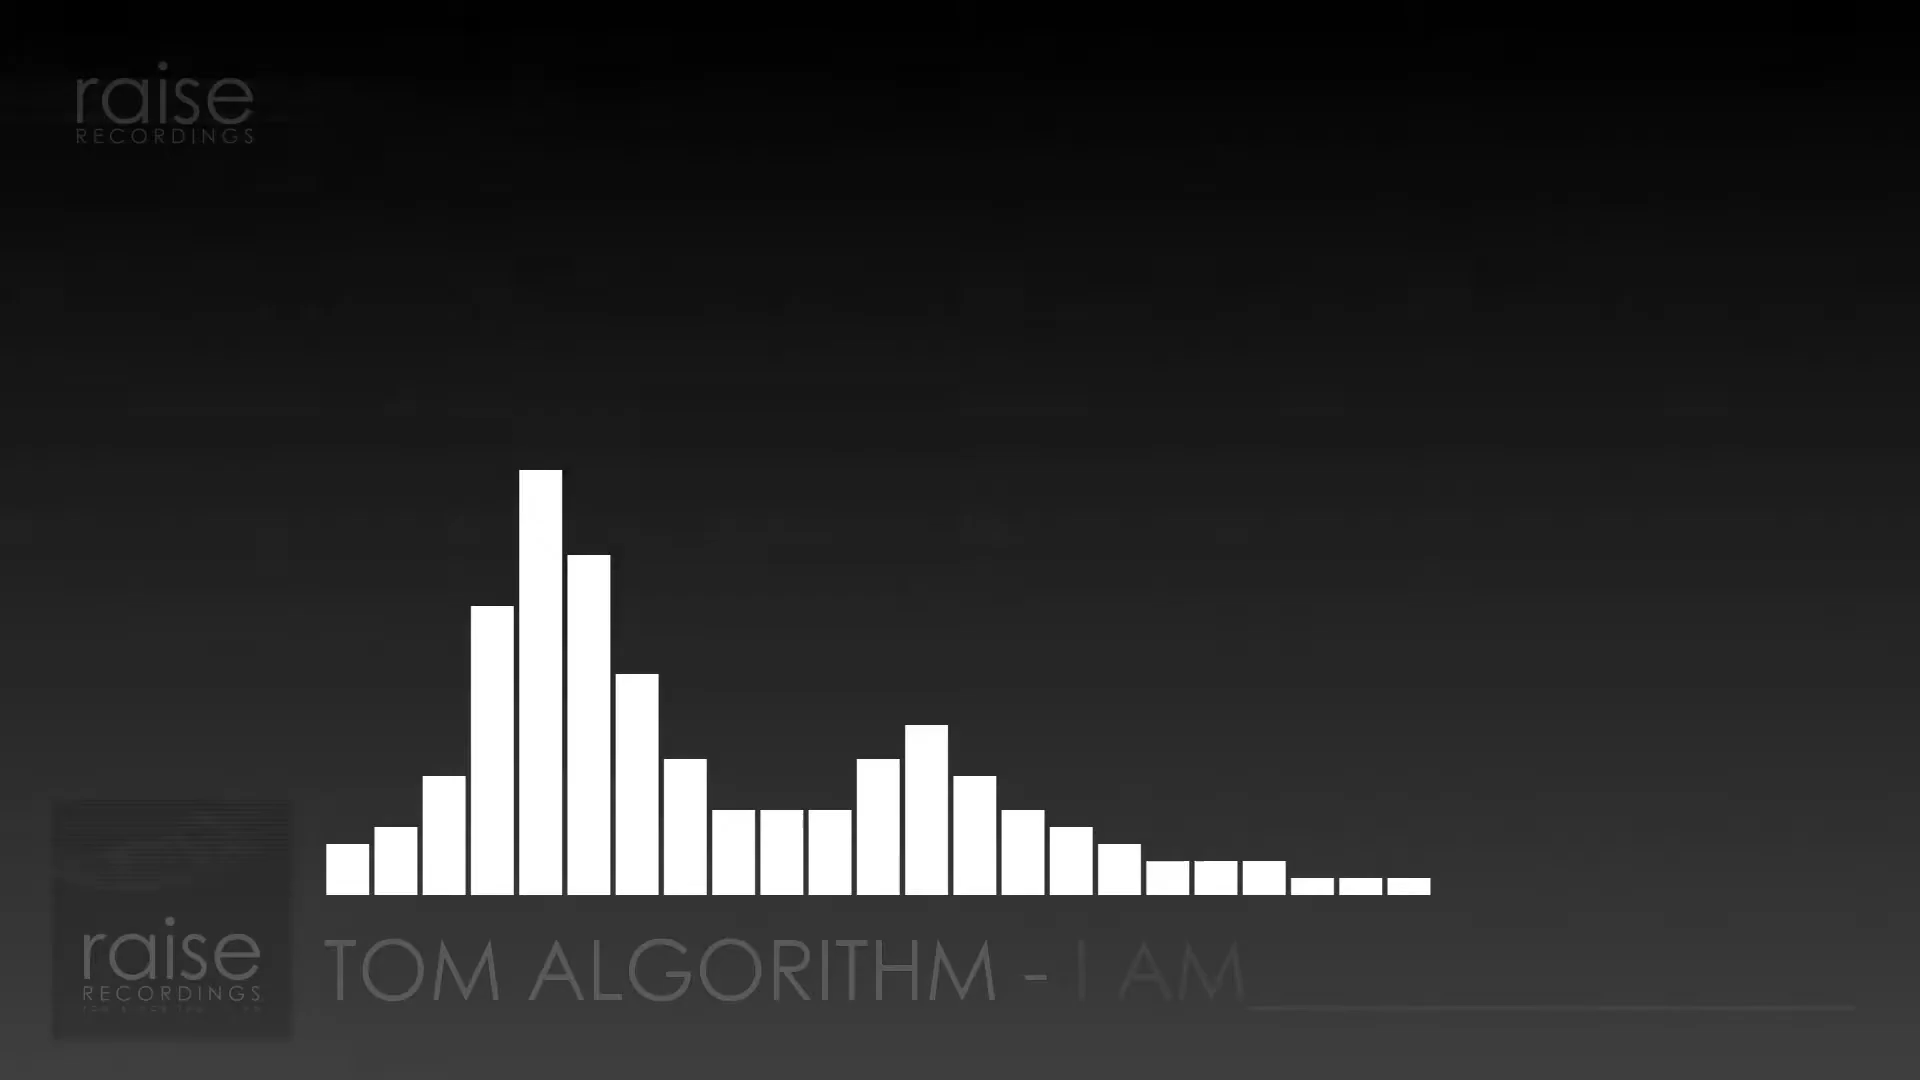 raise
RECORDINGS
TOM ALGORITHM - I AM
raise
RECORDINGS